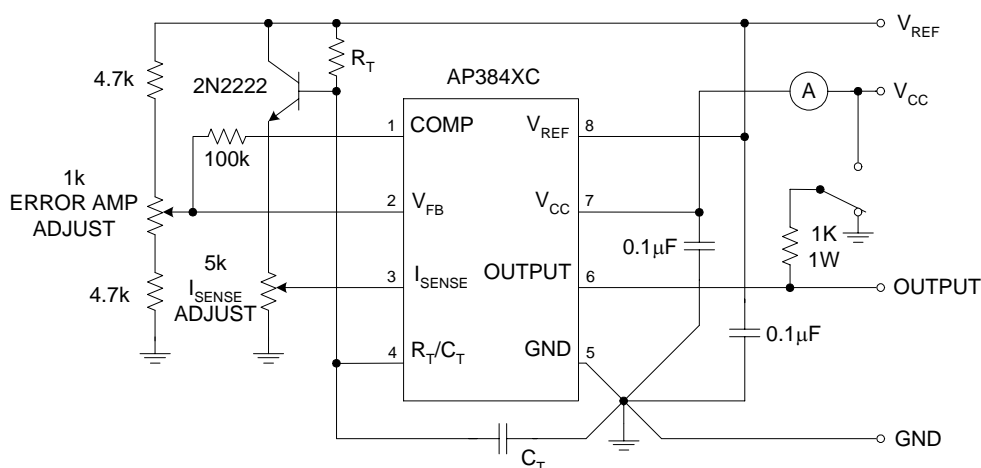 V_REF
R_T
4.7k
2N2222
AP384XC
A
V_CC
1
COMP
V_REF
8
100k
1k
ERROR AMP
ADJUST
2
V_FB
V_CC
7
0.1μF
1K
1W
5k
I_SENSE
ADJUST
4.7k
3
I_SENSE
OUTPUT
6
OUTPUT
0.1μF
4
R_T/C_T
GND
5
C_T
GND